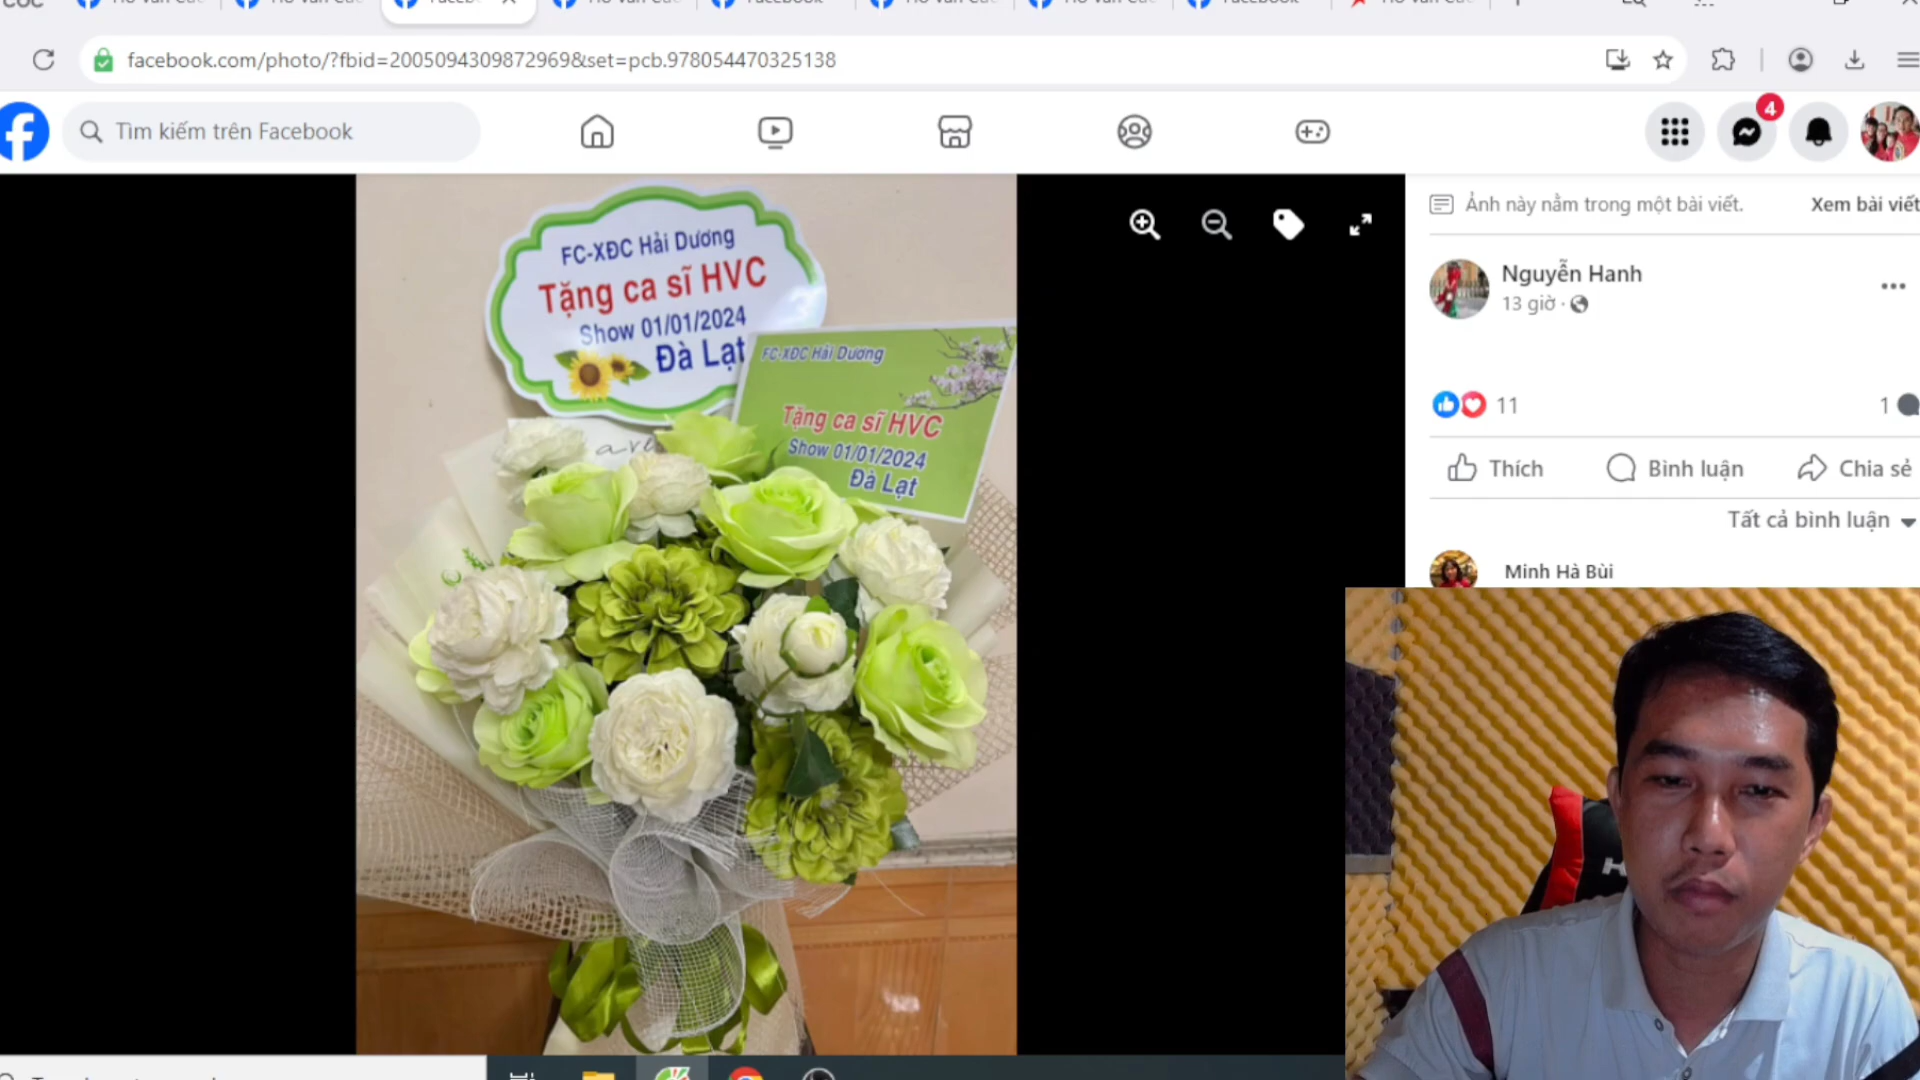 facebook.com/photo/?fbid=2005094309872969&set=pcb.978054470325138
Tìm kiếm trên Facebook
4
FC-XĐC Hải Dương
Tặng ca sĩ HVC
Show 01/01/2024
Đà Lạt
FC-XĐC Hải Dương
Tặng ca sĩ HVC
Show 01/01/2024
Đà Lạt
Ảnh này nằm trong một bài viết.
Xem bài viết
Nguyễn Hanh
13 giờ ·
11
1
Thích
Bình luận
Chia sẻ
Tất cả bình luận
Minh Hà Bùi